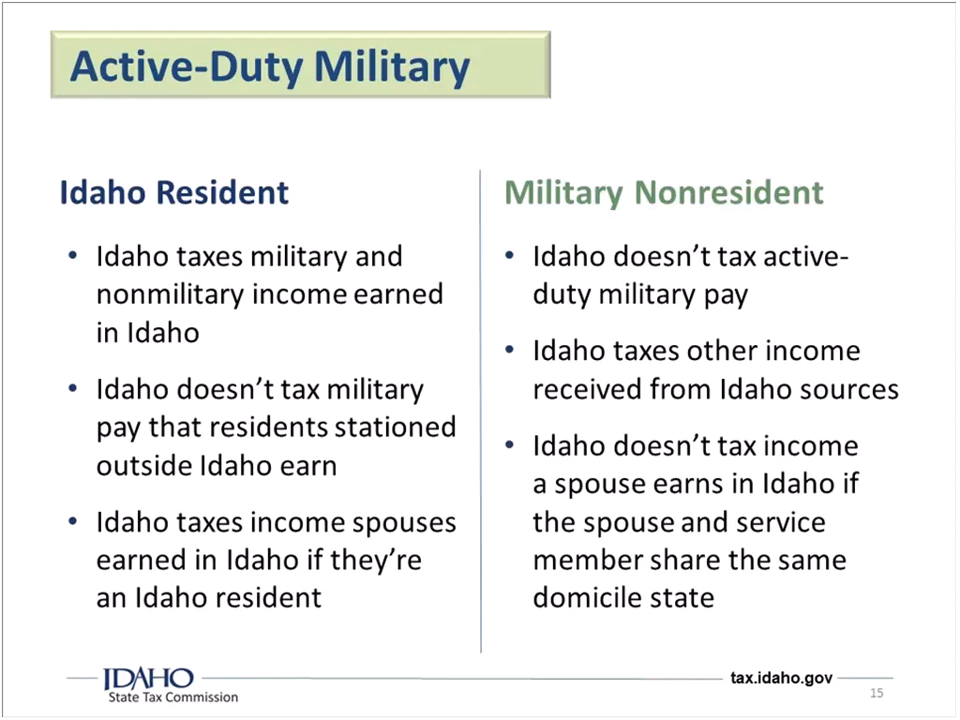 Active-Duty Military
Idaho Resident
• Idaho taxes military and
nonmilitary income earned
in Idaho
• Idaho doesn’t tax military
pay that residents stationed
outside Idaho earn
• Idaho taxes income spouses
earned in Idaho if they’re
an Idaho resident
Military Nonresident
• Idaho doesn’t tax active-
duty military pay
• Idaho taxes other income
received from Idaho sources
• Idaho doesn’t tax income
a spouse earns in Idaho if
the spouse and service
member share the same
domicile state
IDAHO
State Tax Commission
tax.idaho.gov
15